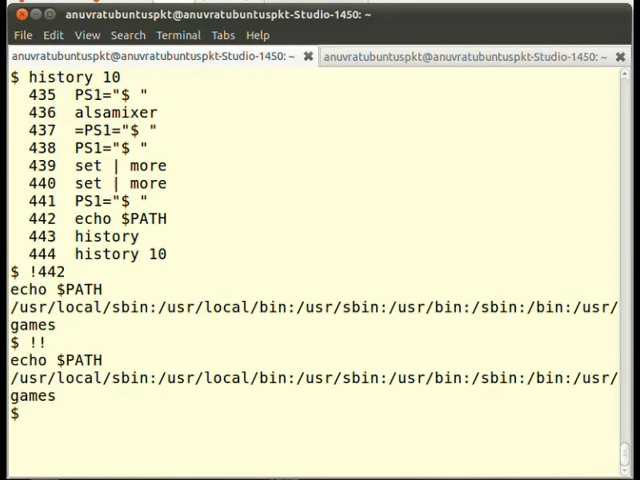 anuvratubuntuspkt@anuvratubuntuspkt-Studio-1450: ~
File Edit View Search Terminal Tabs Help
anuvratubuntuspkt@anuvratubuntuspkt-Studio-1450: ~ anuvratubuntuspkt@anuvratubuntuspkt-Studio-1450: ~
$ history 10
435 PS1="$ "
436 alsamixer
437 =PS1="$ "
438 PS1="$ "
439 set | more
440 set | more
441 PS1="$ "
442 echo $PATH
443 history
444 history 10
$ !442
echo $PATH
/usr/local/sbin:/usr/local/bin:/usr/sbin:/usr/bin:/sbin:/bin:/usr/
games
$ !!
echo $PATH
/usr/local/sbin:/usr/local/bin:/usr/sbin:/usr/bin:/sbin:/bin:/usr/
games
$